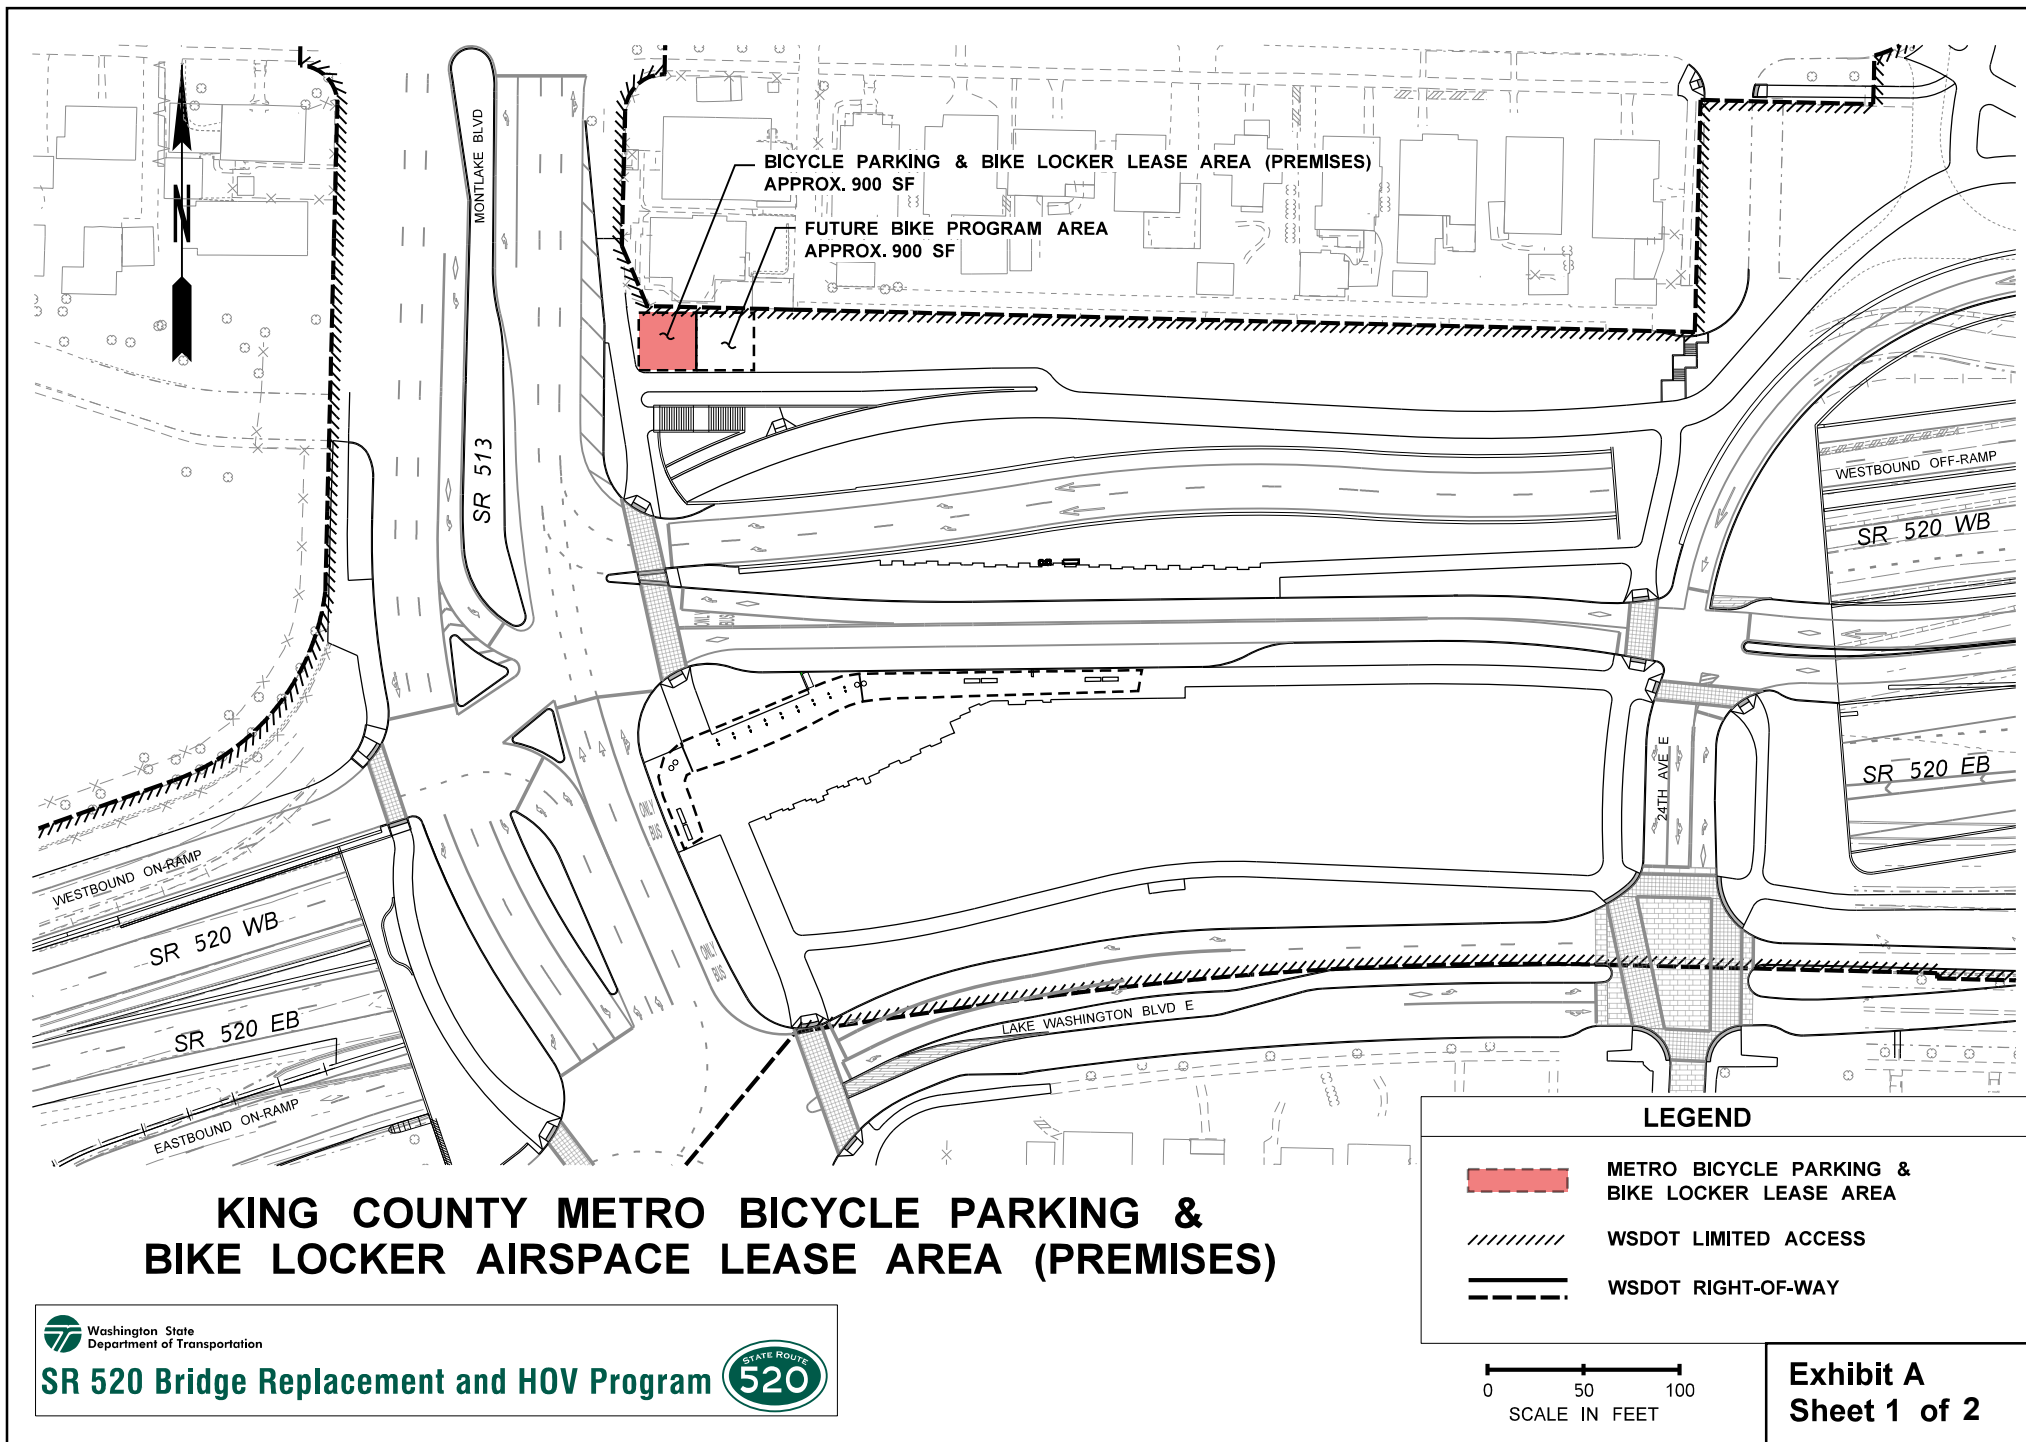 MONTLAKE BLVD
BICYCLE PARKING & BIKE LOCKER LEASE AREA (PREMISES)
APPROX. 900 SF
N
FUTURE BIKE PROGRAM AREA
APPROX. 900 SF
SR 513
WESTBOUND OFF-RAMP
SR 520 WB
ONLY
BUS
24TH AVE E
SR 520 EB
ONLY
BUS
WESTBOUND ON-RAMP
SR 520 WB
ONLY
BUS
SR 520 EB
LAKE WASHINGTON BLVD E
EASTBOUND ON-RAMP
LEGEND
METRO BICYCLE PARKING &
BIKE LOCKER LEASE AREA
WSDOT LIMITED ACCESS
WSDOT RIGHT-OF-WAY
KING COUNTY METRO BICYCLE PARKING &
BIKE LOCKER AIRSPACE LEASE AREA (PREMISES)
Washington State
Department of Transportation
SR 520 Bridge Replacement and HOV Program
STATE ROUTE
520
0 50 100
SCALE IN FEET
Exhibit A
Sheet 1 of 2